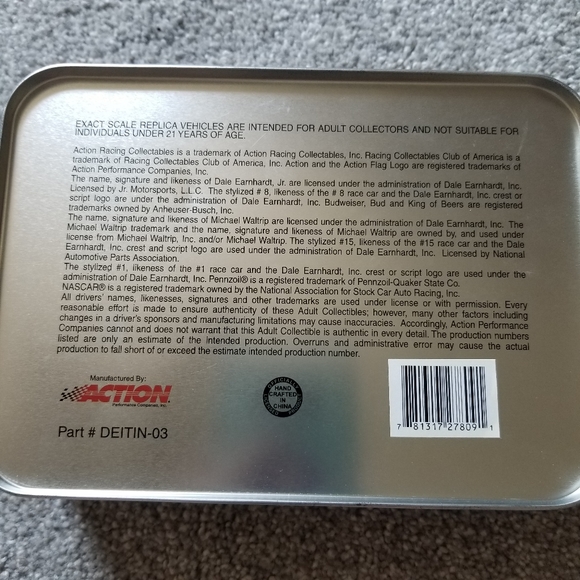 EXACT SCALE REPLICA VEHICLES ARE INTENDED FOR ADULT COLLECTORS AND NOT SUITABLE FOR
INDIVIDUALS UNDER 21 YEARS OF AGE.
Action Racing Collectables is a trademark of Action Racing Collectables, Inc. Racing Collectables Club of America is a
trademark of Racing Collectables Club of America, Inc. Action and the Action Flag Logo are registered trademarks of
Action Performance Companies, Inc.
The name, signature and likeness of Dale Earnhardt, Jr. are licensed under the administration of Dale Earnhardt, Inc.
Licensed by Jr. Motorsports, L.L.C. The stylized # 8, likeness of the # 8 race car and the Dale Earnhardt, Inc. crest or
script logo are under the administration of Dale Earnhardt, Inc. Budweiser, Bud and King of Beers are registered
trademarks owned by Anheuser-Busch, Inc.
The name, signature and likeness of Michael Waltrip are licensed under the administration of Dale Earnhardt, Inc. The
Michael Waltrip trademark and the name, signature and likeness of Michael Waltrip are owned by, and used under
license from Michael Waltrip, Inc. and/or Michael Waltrip. The stylized #15, likeness of the #15 race car and the Dale
Earnhardt, Inc. crest and script logo are used under the administration of Dale Earnhardt, Inc. Licensed by National
Automotive Parts Association.
The stylized #1, likeness of the #1 race car and the Dale Earnhardt, Inc. crest or script logo are used under the
administration of Dale Earnhardt, Inc. Pennzoil® is a registered trademark of Pennzoil-Quaker State Co.
NASCAR® is a registered trademark owned by the National Association for Stock Car Auto Racing, Inc.
All drivers' names, likenesses, signatures and other trademarks are used under license or with permission. Every
reasonable effort is made to ensure authenticity of these Adult Collectibles; however, many other factors including
changes in a driver's sponsors and manufacturing limitations may cause inaccuracies. Accordingly, Action Performance
Companies cannot and does not warrant that this Adult Collectible is authentic in every detail. The production numbers
listed are only an estimate of the intended production. Overruns and administrative error may cause the actual
production to fall short of or exceed the estimate intended production number.
Manufactured By:
ACTION
Performance Companies, Inc.
OFFICIALLY
HAND
CRAFTED
IN
CHINA
Part # DEITIN-03
7 81317 27809 1